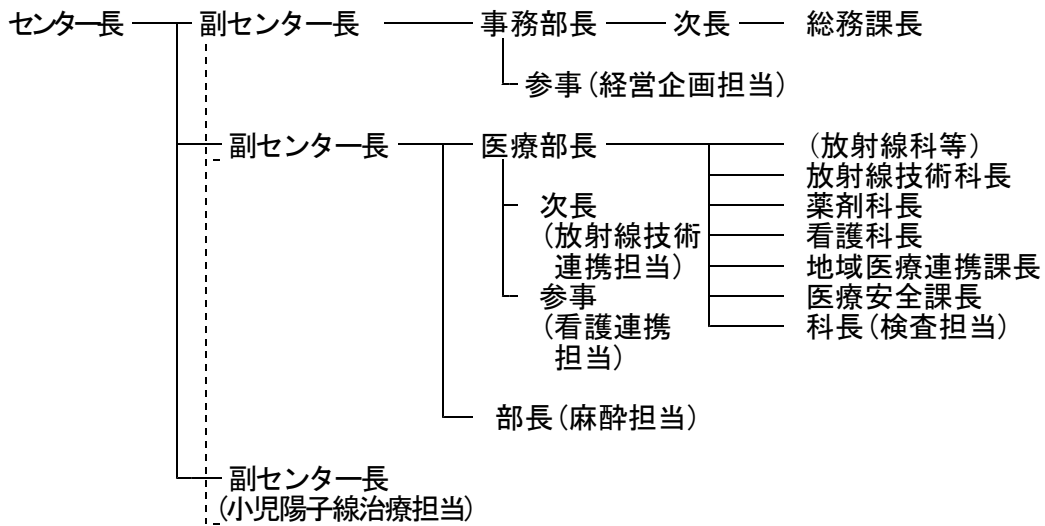 センター長 副センター長 事務部長 次長 総務課長
参事(経営企画担当)
副センター長 医療部長 (放射線科等)
放射線技術科長
次長 薬剤科長
(放射線技術 看護科長
連携担当) 地域医療連携課長
参事 医療安全課長
(看護連携 科長(検査担当)
担当)
部長(麻酔担当)
副センター長
(小児陽子線治療担当)